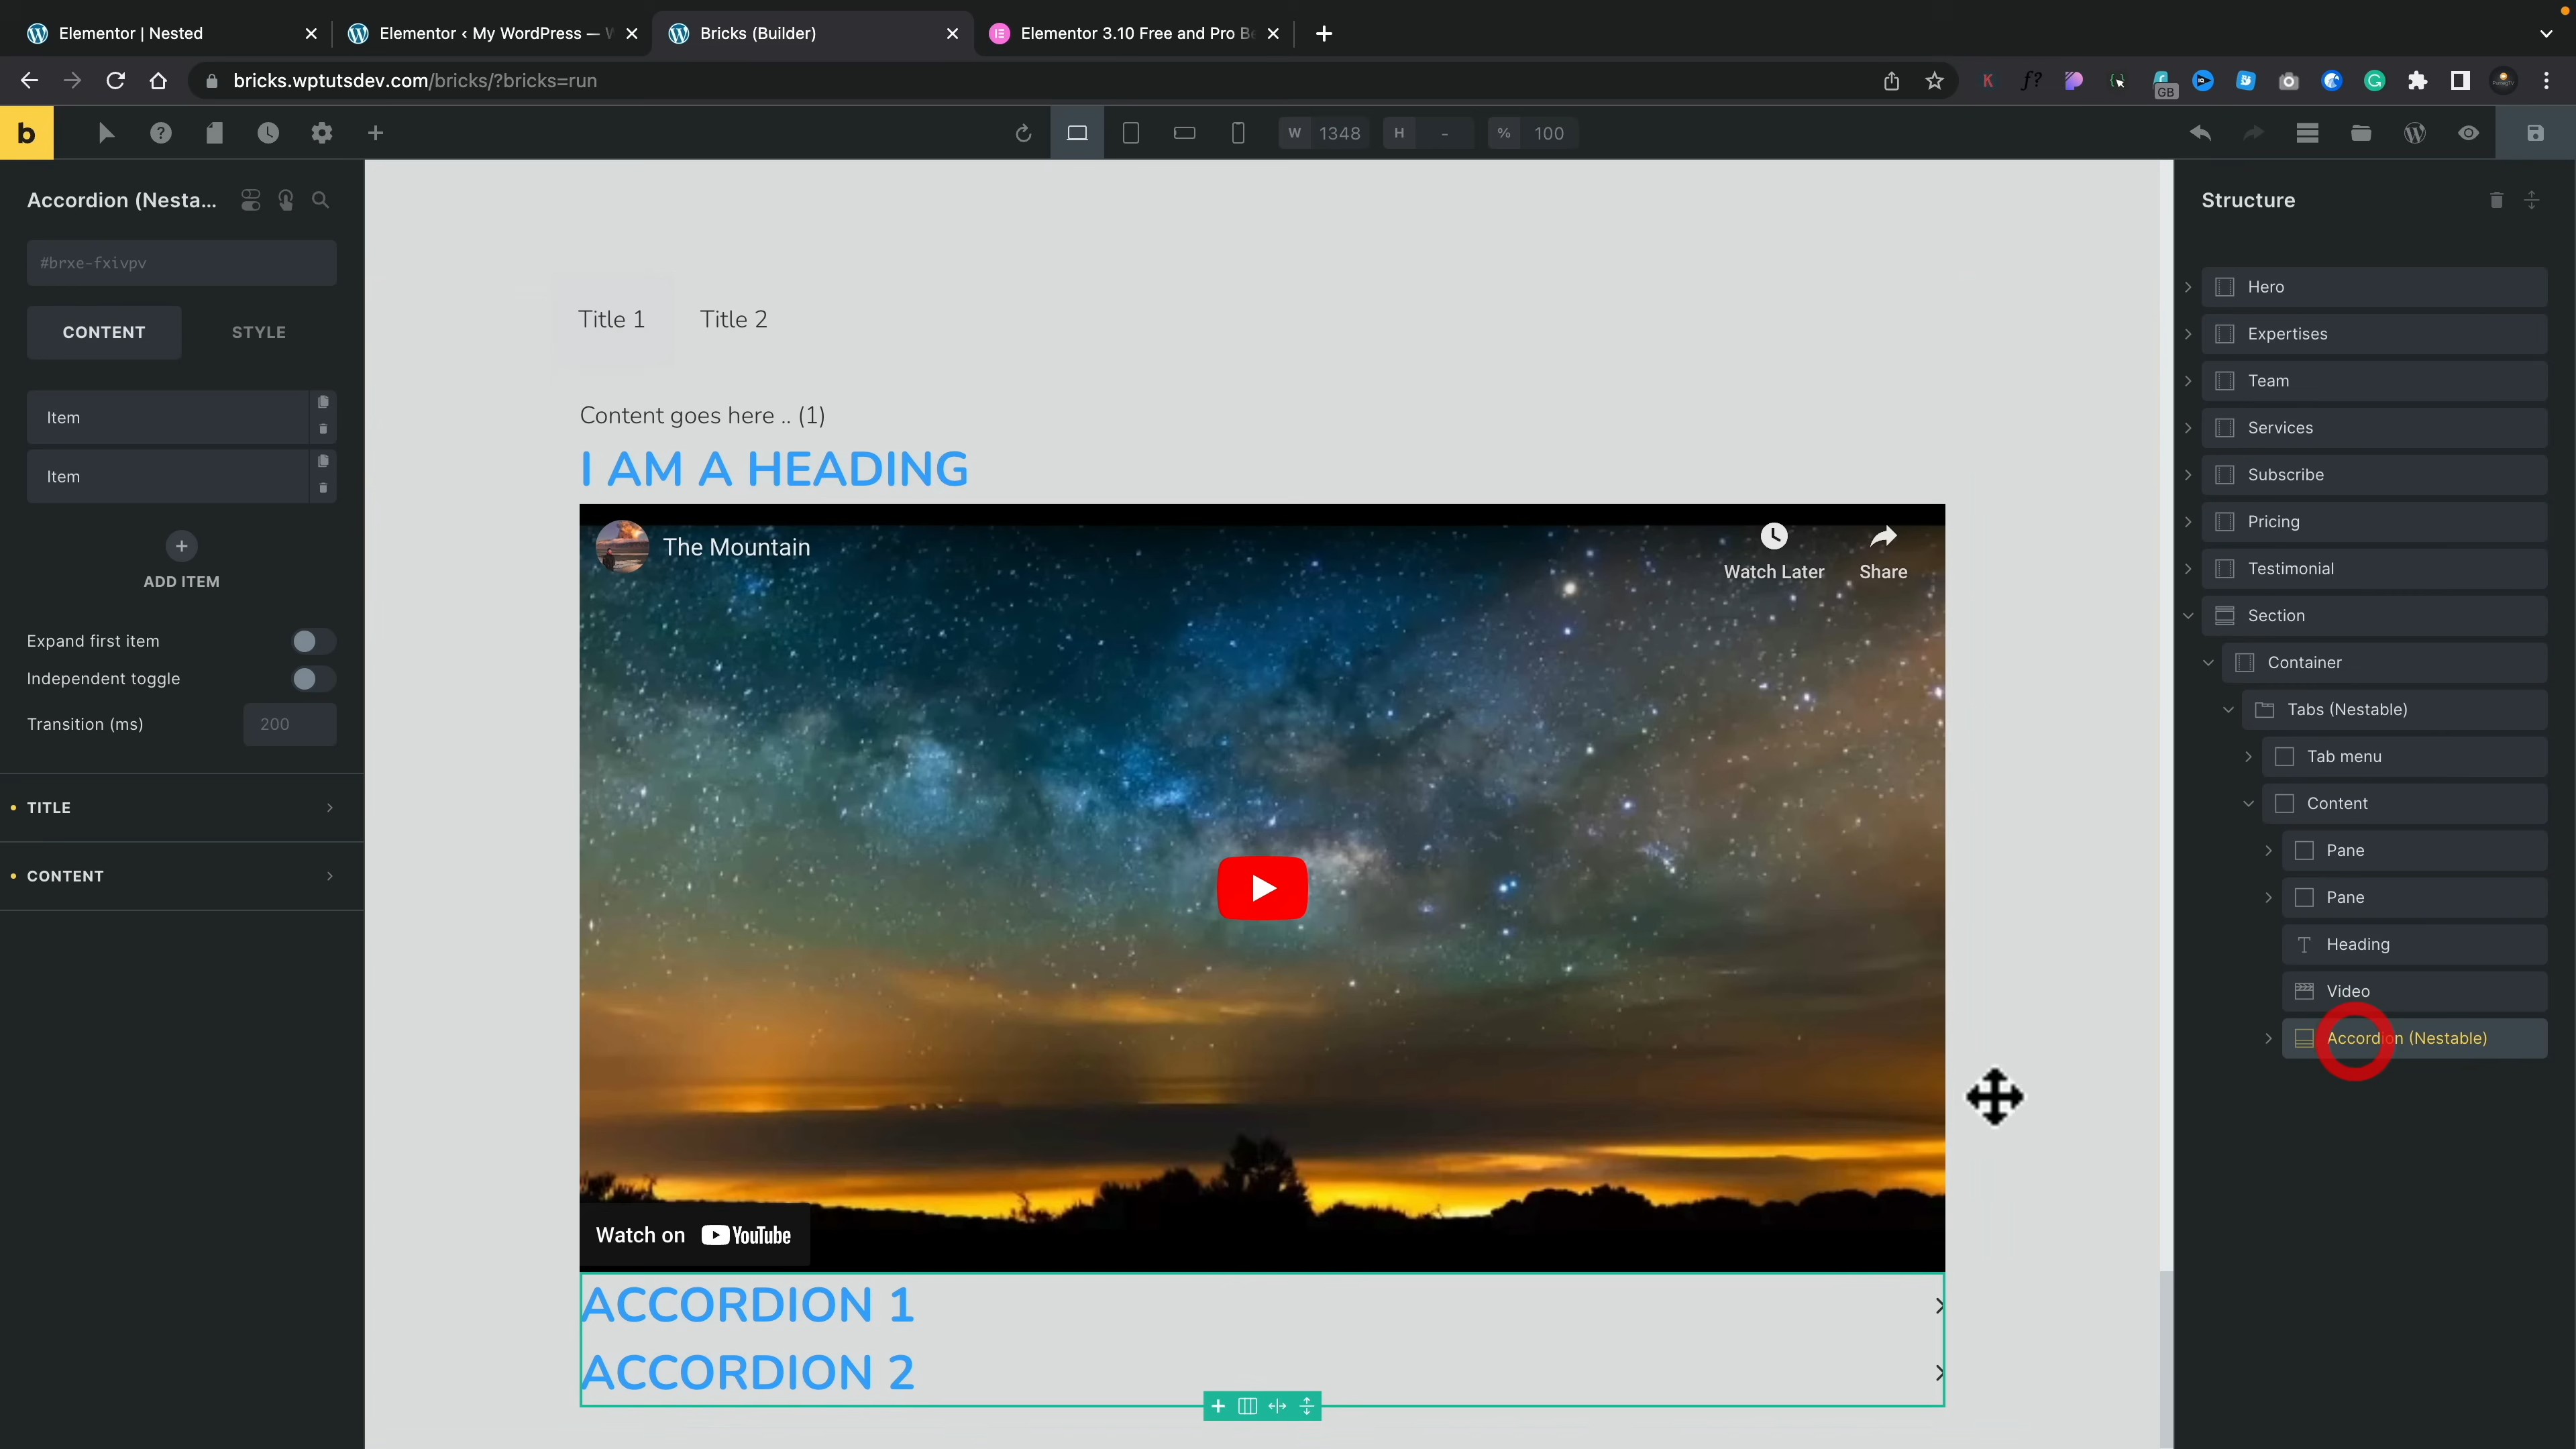 Elementor | Nested
Elementor ‹ My WordPress —
Bricks (Builder)
Elementor 3.10 Free and Pro Be
bricks.wptutsdev.com/bricks/?bricks=run
K
f?
GB
b
W 1348
H -
% 100
Accordion (Nesta...
#brxe-fxivpv
CONTENT
STYLE
Item
Item
ADD ITEM
Expand first item
Independent toggle
Transition (ms)
200
TITLE
CONTENT
Title 1
Title 2
Content goes here .. (1)
I AM A HEADING
The Mountain
Watch Later
Share
Watch on YouTube
ACCORDION 1
ACCORDION 2
Structure
Hero
Expertises
Team
Services
Subscribe
Pricing
Testimonial
Section
Container
Tabs (Nestable)
Tab menu
Content
Pane
Pane
Heading
Video
Accordion (Nestable)